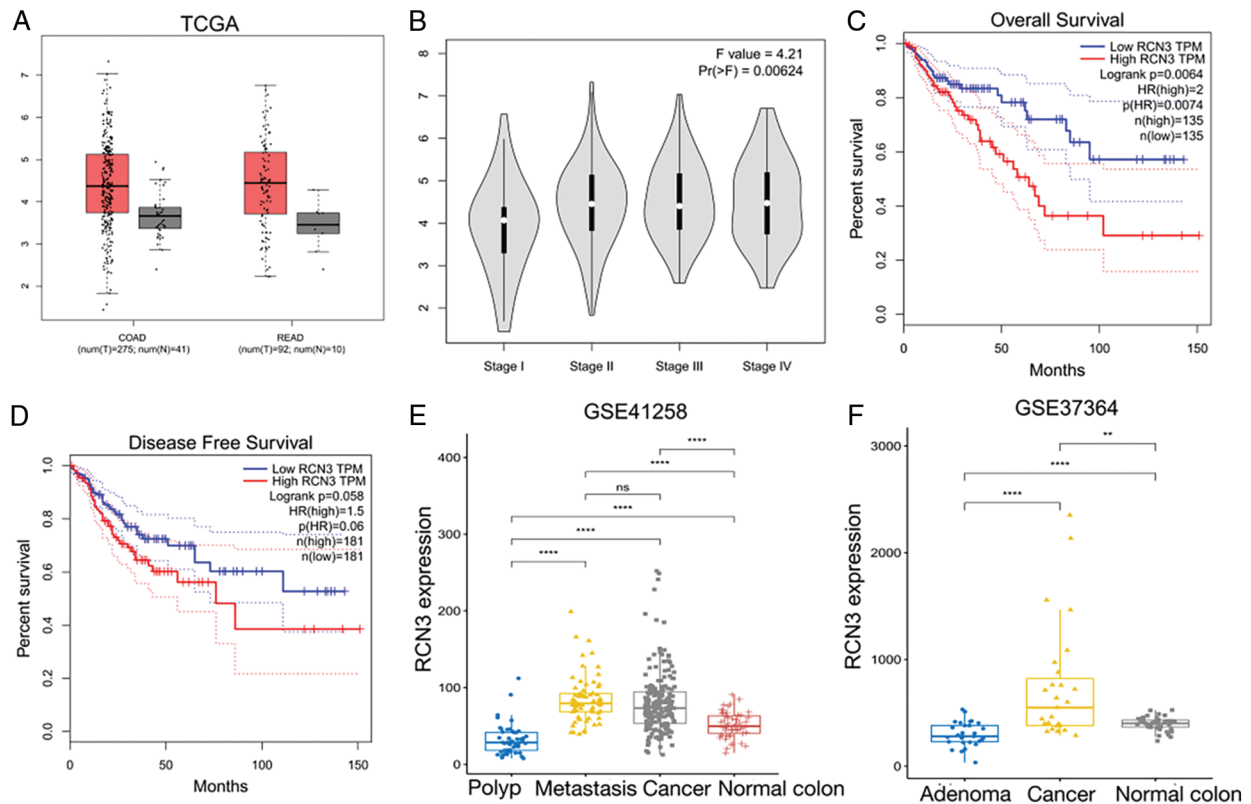 A
TCGA
7
6
5
4
3
2
COAD
(num(T)=275; num(N)=41)
READ
(num(T)=92; num(N)=10)
B
8
7
6
5
4
3
2
F value = 4.21
Pr(>F) = 0.00624
Stage I
Stage II
Stage III
Stage IV
C
Overall Survival
Percent survival
1.0
0.8
0.6
0.4
0.2
0.0
Low RCN3 TPM
High RCN3 TPM
Logrank p=0.0064
HR(high)=2
p(HR)=0.0074
n(high)=135
n(low)=135
0 50 100 150
Months
D
Disease Free Survival
Percent survival
1.0
0.8
0.6
0.4
0.2
0.0
Low RCN3 TPM
High RCN3 TPM
Logrank p=0.058
HR(high)=1.5
p(HR)=0.06
n(high)=181
n(low)=181
0 50 100 150
Months
E
GSE41258
RCN3 expression
400
300
200
100
0
****
****
ns
****
****
****
Polyp Metastasis Cancer Normal colon
F
GSE37364
RCN3 expression
3000
2000
1000
0
**
****
****
Adenoma Cancer Normal colon